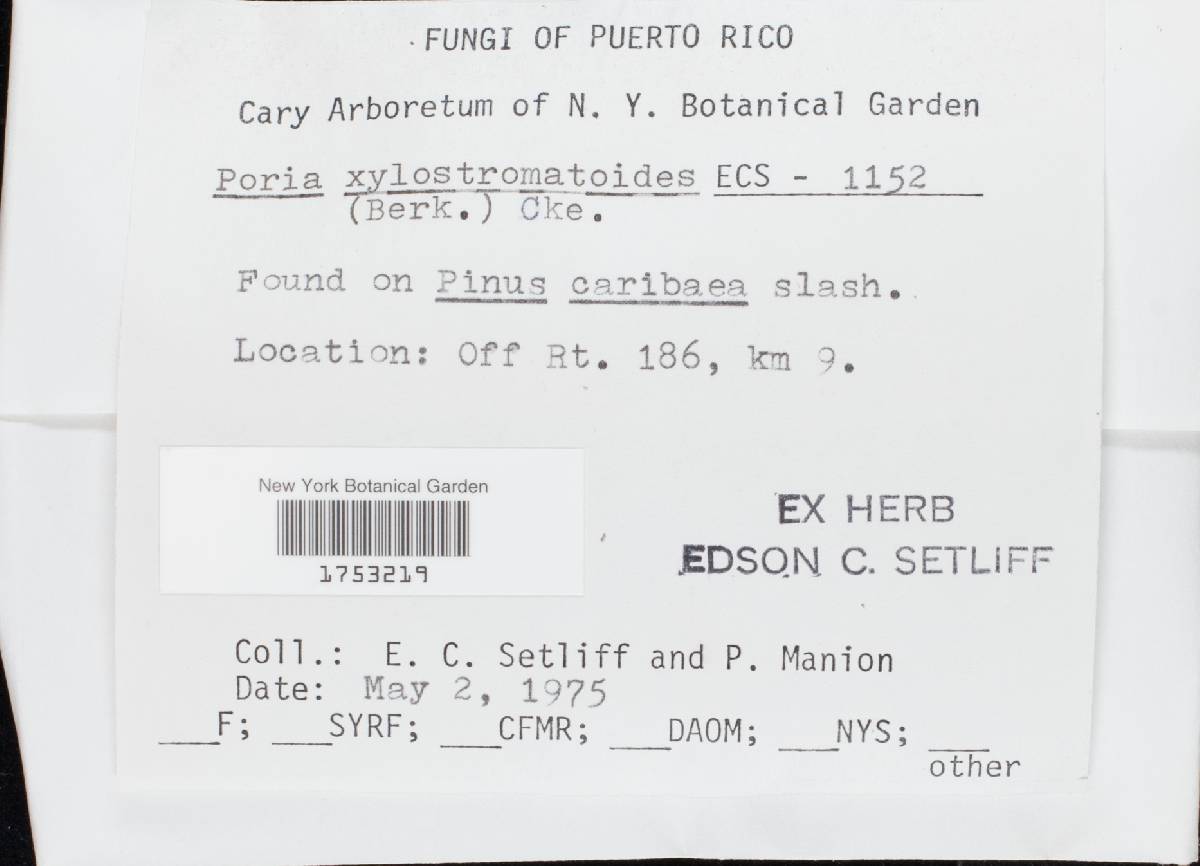 FUNGI OF PUERTO RICO
Cary Arboretum of N. Y. Botanical Garden
Poria xylostromatoides ECS - 1152
(Berk.) Cke.
Found on Pinus caribaea slash.
Location: Off Rt. 186, km 9.
New York Botanical Garden
1753219
EX HERB
EDSON C. SETLIFF
Coll.: E. C. Setliff and P. Manion
Date: May 2, 1975
___F; ___SYRF; ___CFMR; ___DAOM; ___NYS; ___
other